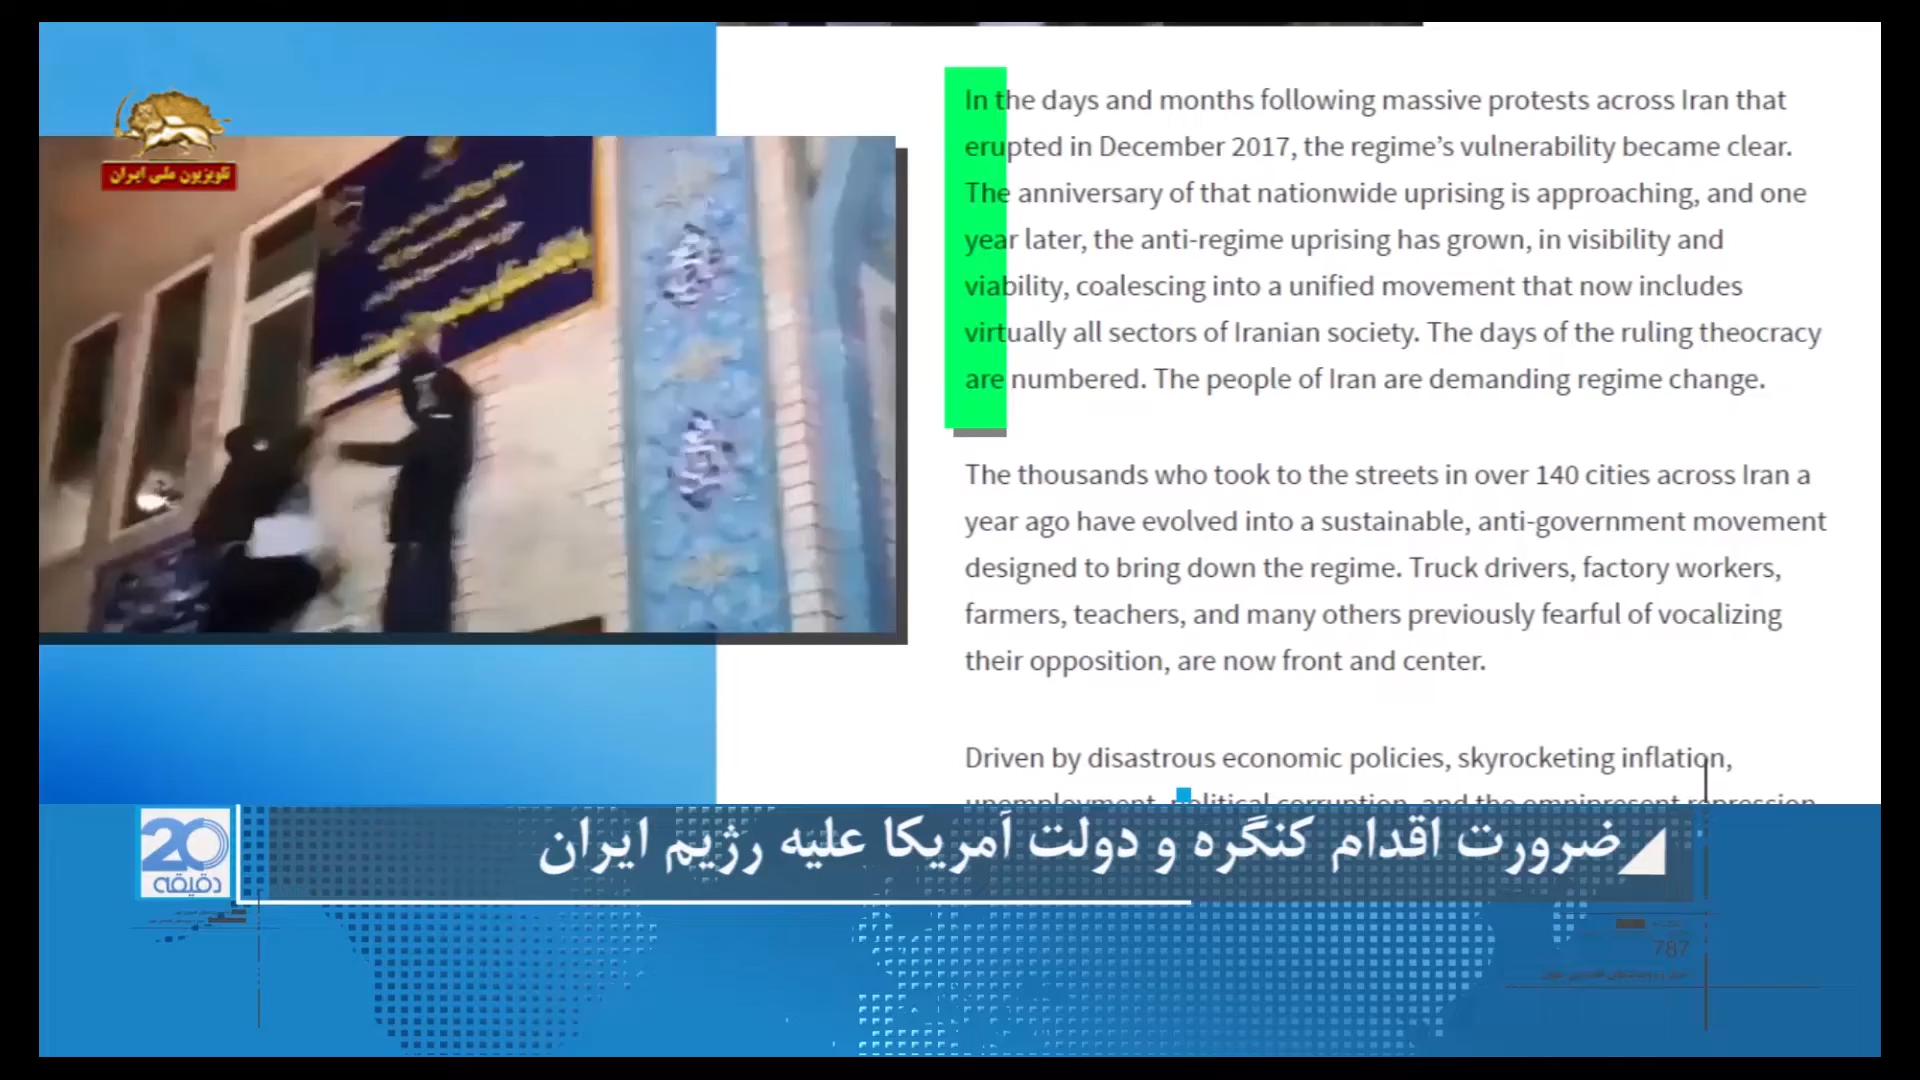 تلویزیون ملی ایران
In the days and months following massive protests across Iran that
erupted in December 2017, the regime’s vulnerability became clear.
The anniversary of that nationwide uprising is approaching, and one
year later, the anti-regime uprising has grown, in visibility and
viability, coalescing into a unified movement that now includes
virtually all sectors of Iranian society. The days of the ruling theocracy
are numbered. The people of Iran are demanding regime change.
The thousands who took to the streets in over 140 cities across Iran a
year ago have evolved into a sustainable, anti-government movement
designed to bring down the regime. Truck drivers, factory workers,
farmers, teachers, and many others previously fearful of vocalizing
their opposition, are now front and center.
Driven by disastrous economic policies, skyrocketing inflation,
unemployment, political corruption, and the omnipresent repression
ضرورت اقدام کنگره و دولت آمریکا علیه رژیم ایران
20
دقیقه
787